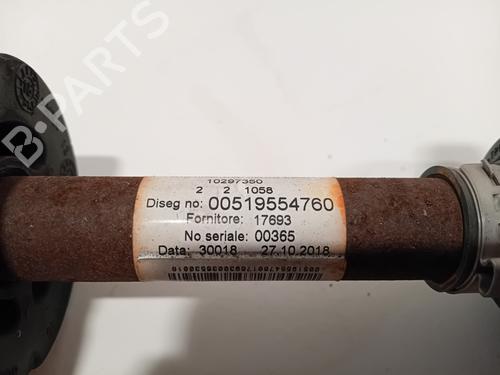 10297350
2 2 1058
Diseg no: 00519554760
Fornitore: 17693
No seriale: 00365
Data: 30018 27.10.2018
B-PARTS